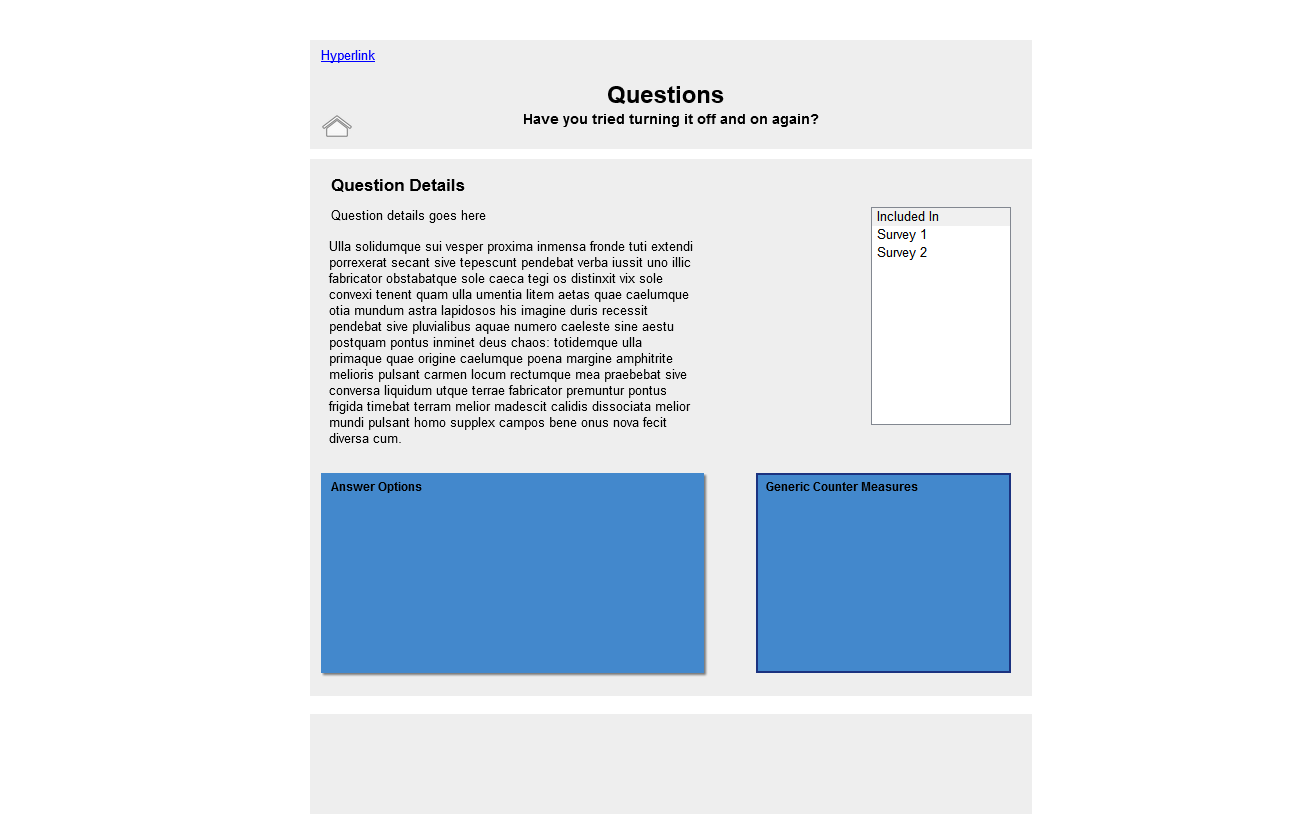 Hyperlink
Questions
Have you tried turning it off and on again?
Question Details
Question details goes here
Ulla solidumque sui vesper proxima inmensa fronde tuti extendi
porrexerat secant sive tepescunt pendebat verba iussit uno illic
fabricator obstabatque sole caeca tegi os distinxit vix sole
convexi tenent quam ulla umentia litem aetas quae caelumque
otia mundum astra lapidosos his imagine duris recessit
pendebat sive pluvialibus aquae numero caeleste sine aestu
postquam pontus inminet deus chaos: totidemque ulla
primaque quae origine caelumque poena margine amphitrite
melioris pulsant carmen locum rectumque mea praebebat sive
conversa liquidum utque terrae fabricator premuntur pontus
frigida timebat terram melior madescit calidis dissociata melior
mundi pulsant homo supplex campos bene onus nova fecit
diversa cum.
Included In
Survey 1
Survey 2
Answer Options
Generic Counter Measures